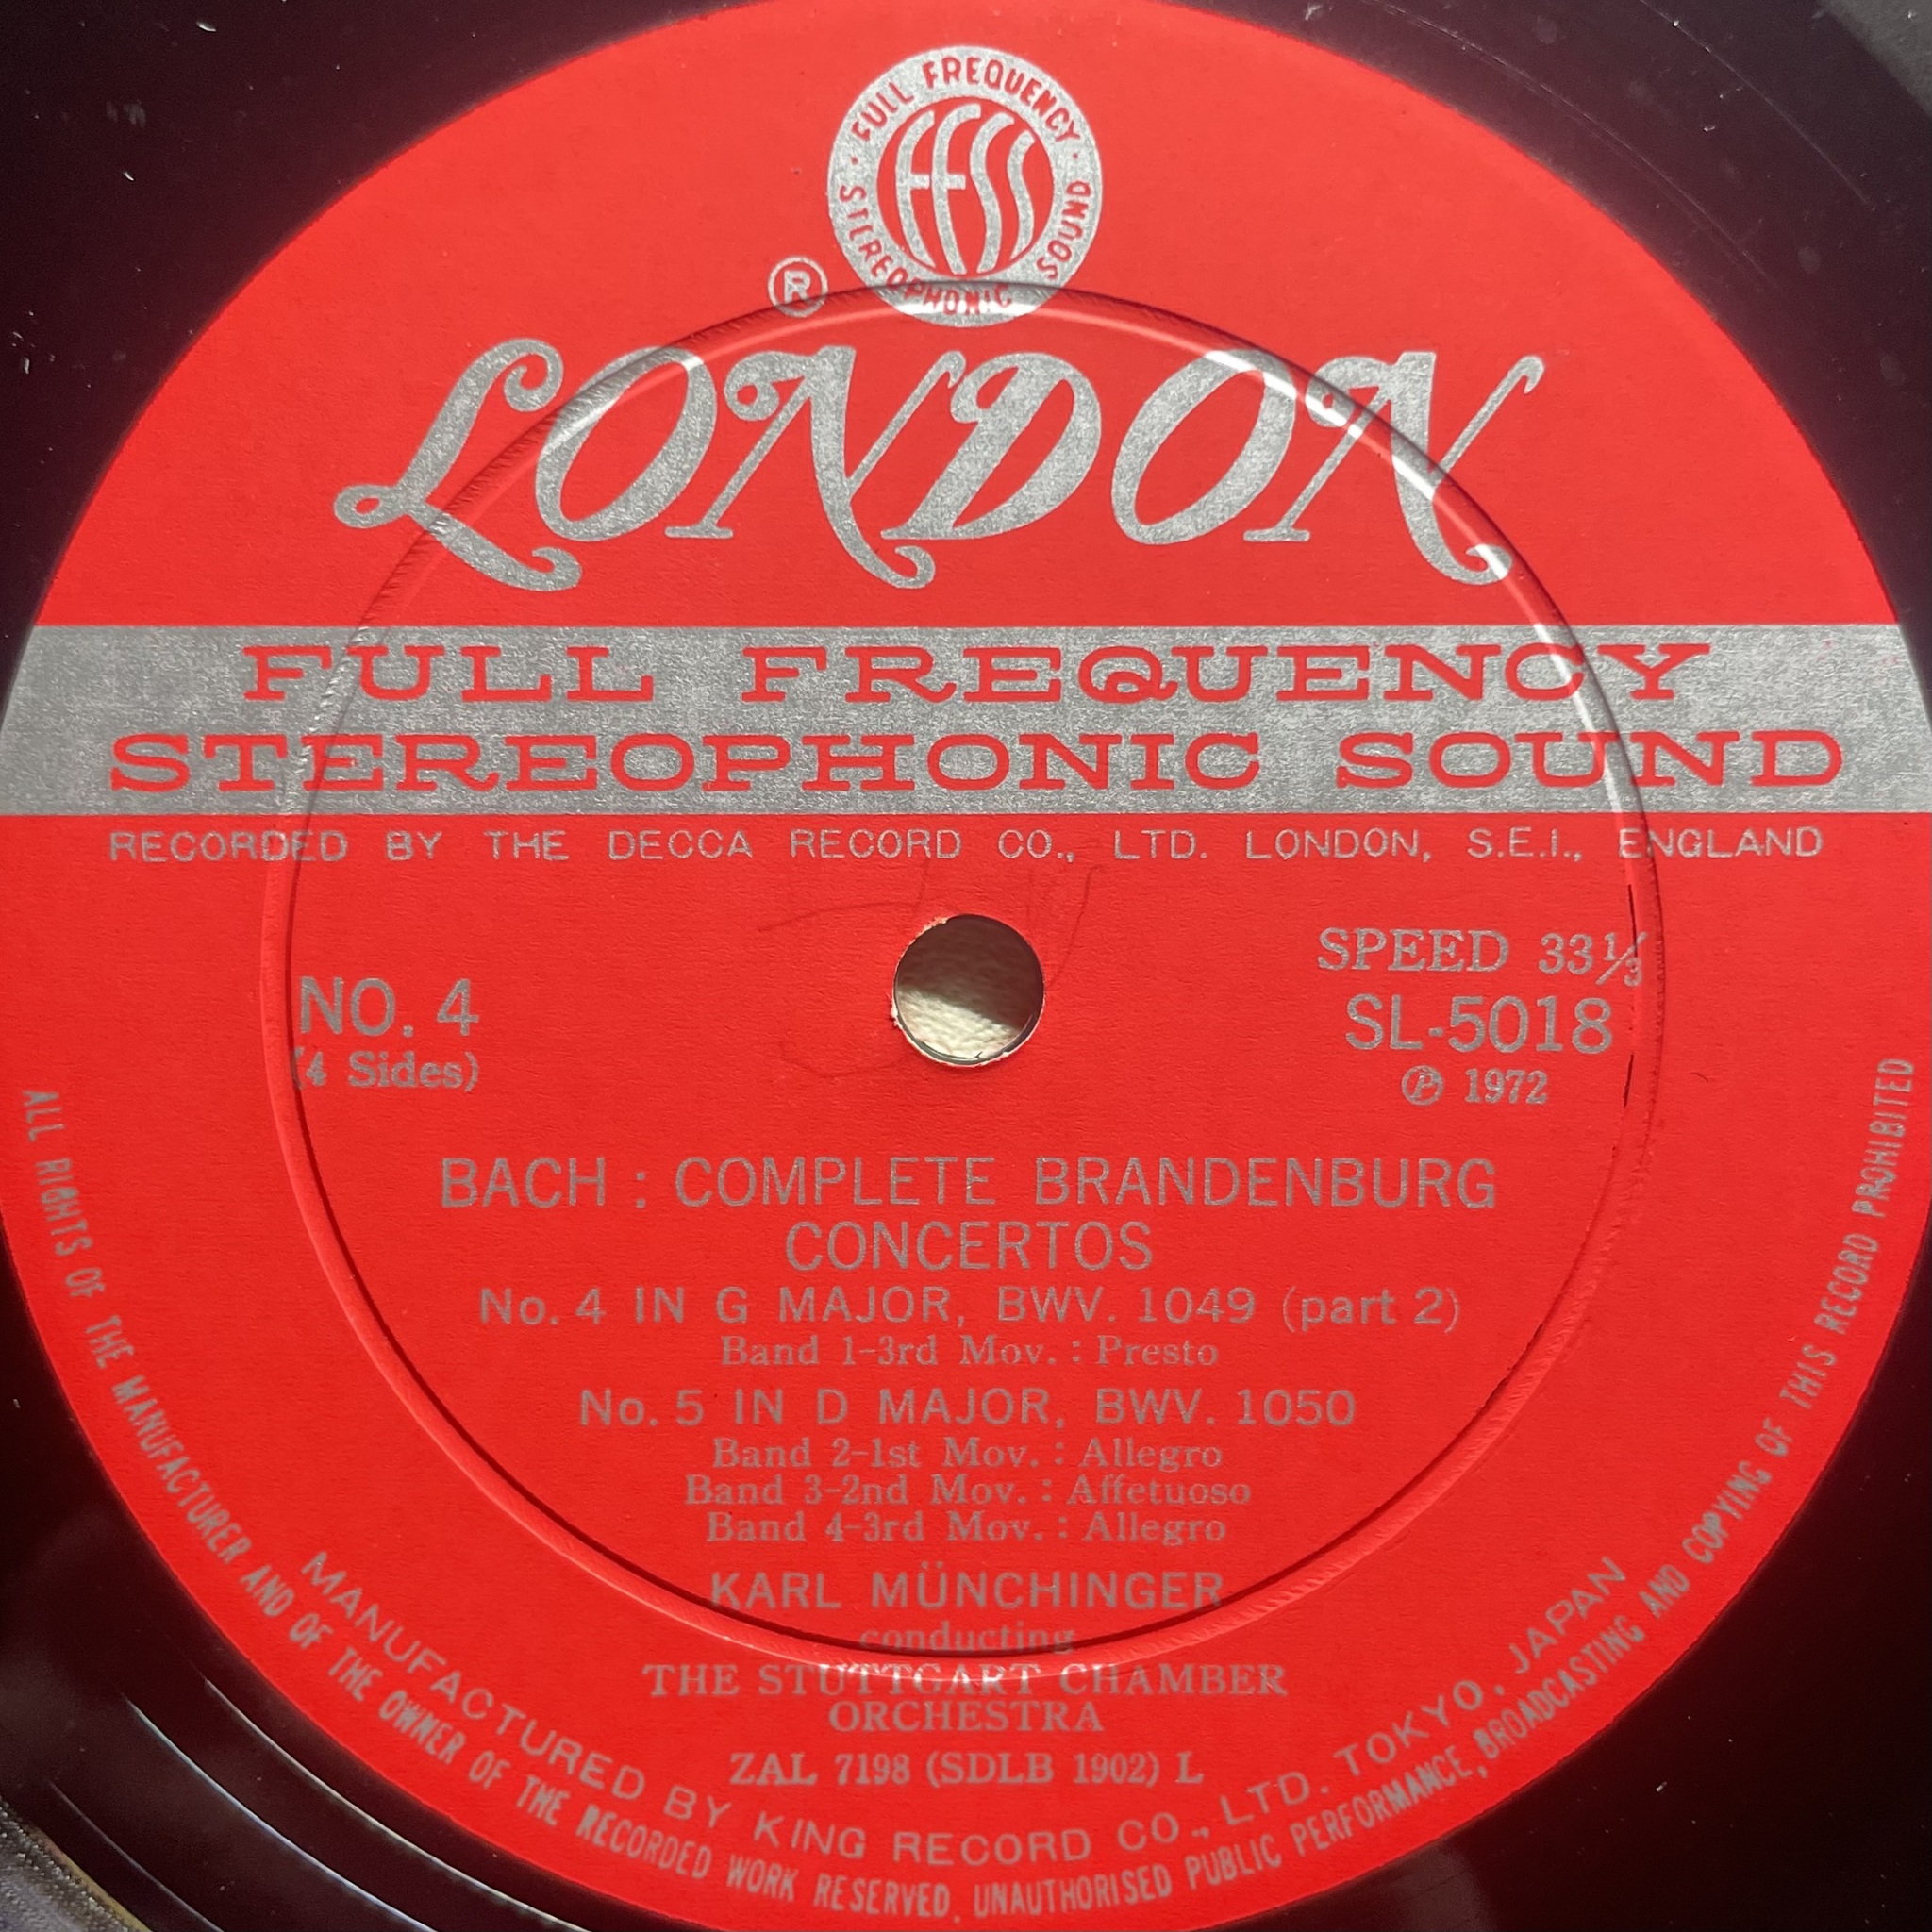 FULL FREQUENCY
FFSS
STEREOPHONIC SOUND
®
LONDON
FULL FREQUENCY
STEREOPHONIC SOUND
RECORDED BY THE DECCA RECORD CO., LTD. LONDON, S.E.I., ENGLAND
SPEED 33⅓
NO. 4
SL-5018
(4 Sides)
℗ 1972
BACH : COMPLETE BRANDENBURG
CONCERTOS
No. 4 IN G MAJOR, BWV. 1049 (part 2)
Band 1-3rd Mov. : Presto
No. 5 IN D MAJOR, BWV. 1050
Band 2-1st Mov. : Allegro
Band 3-2nd Mov. : Affetuoso
Band 4-3rd Mov. : Allegro
KARL MÜNCHINGER
conducting
THE STUTTGART CHAMBER
ORCHESTRA
ZAL 7198 (SDLB 1902) L
MANUFACTURED BY KING RECORD CO., LTD. TOKYO, JAPAN
ALL RIGHTS OF THE MANUFACTURER AND OF THE OWNER OF THE RECORDED WORK RESERVED. UNAUTHORISED PUBLIC PERFORMANCE, BROADCASTING AND COPYING OF THIS RECORD PROHIBITED